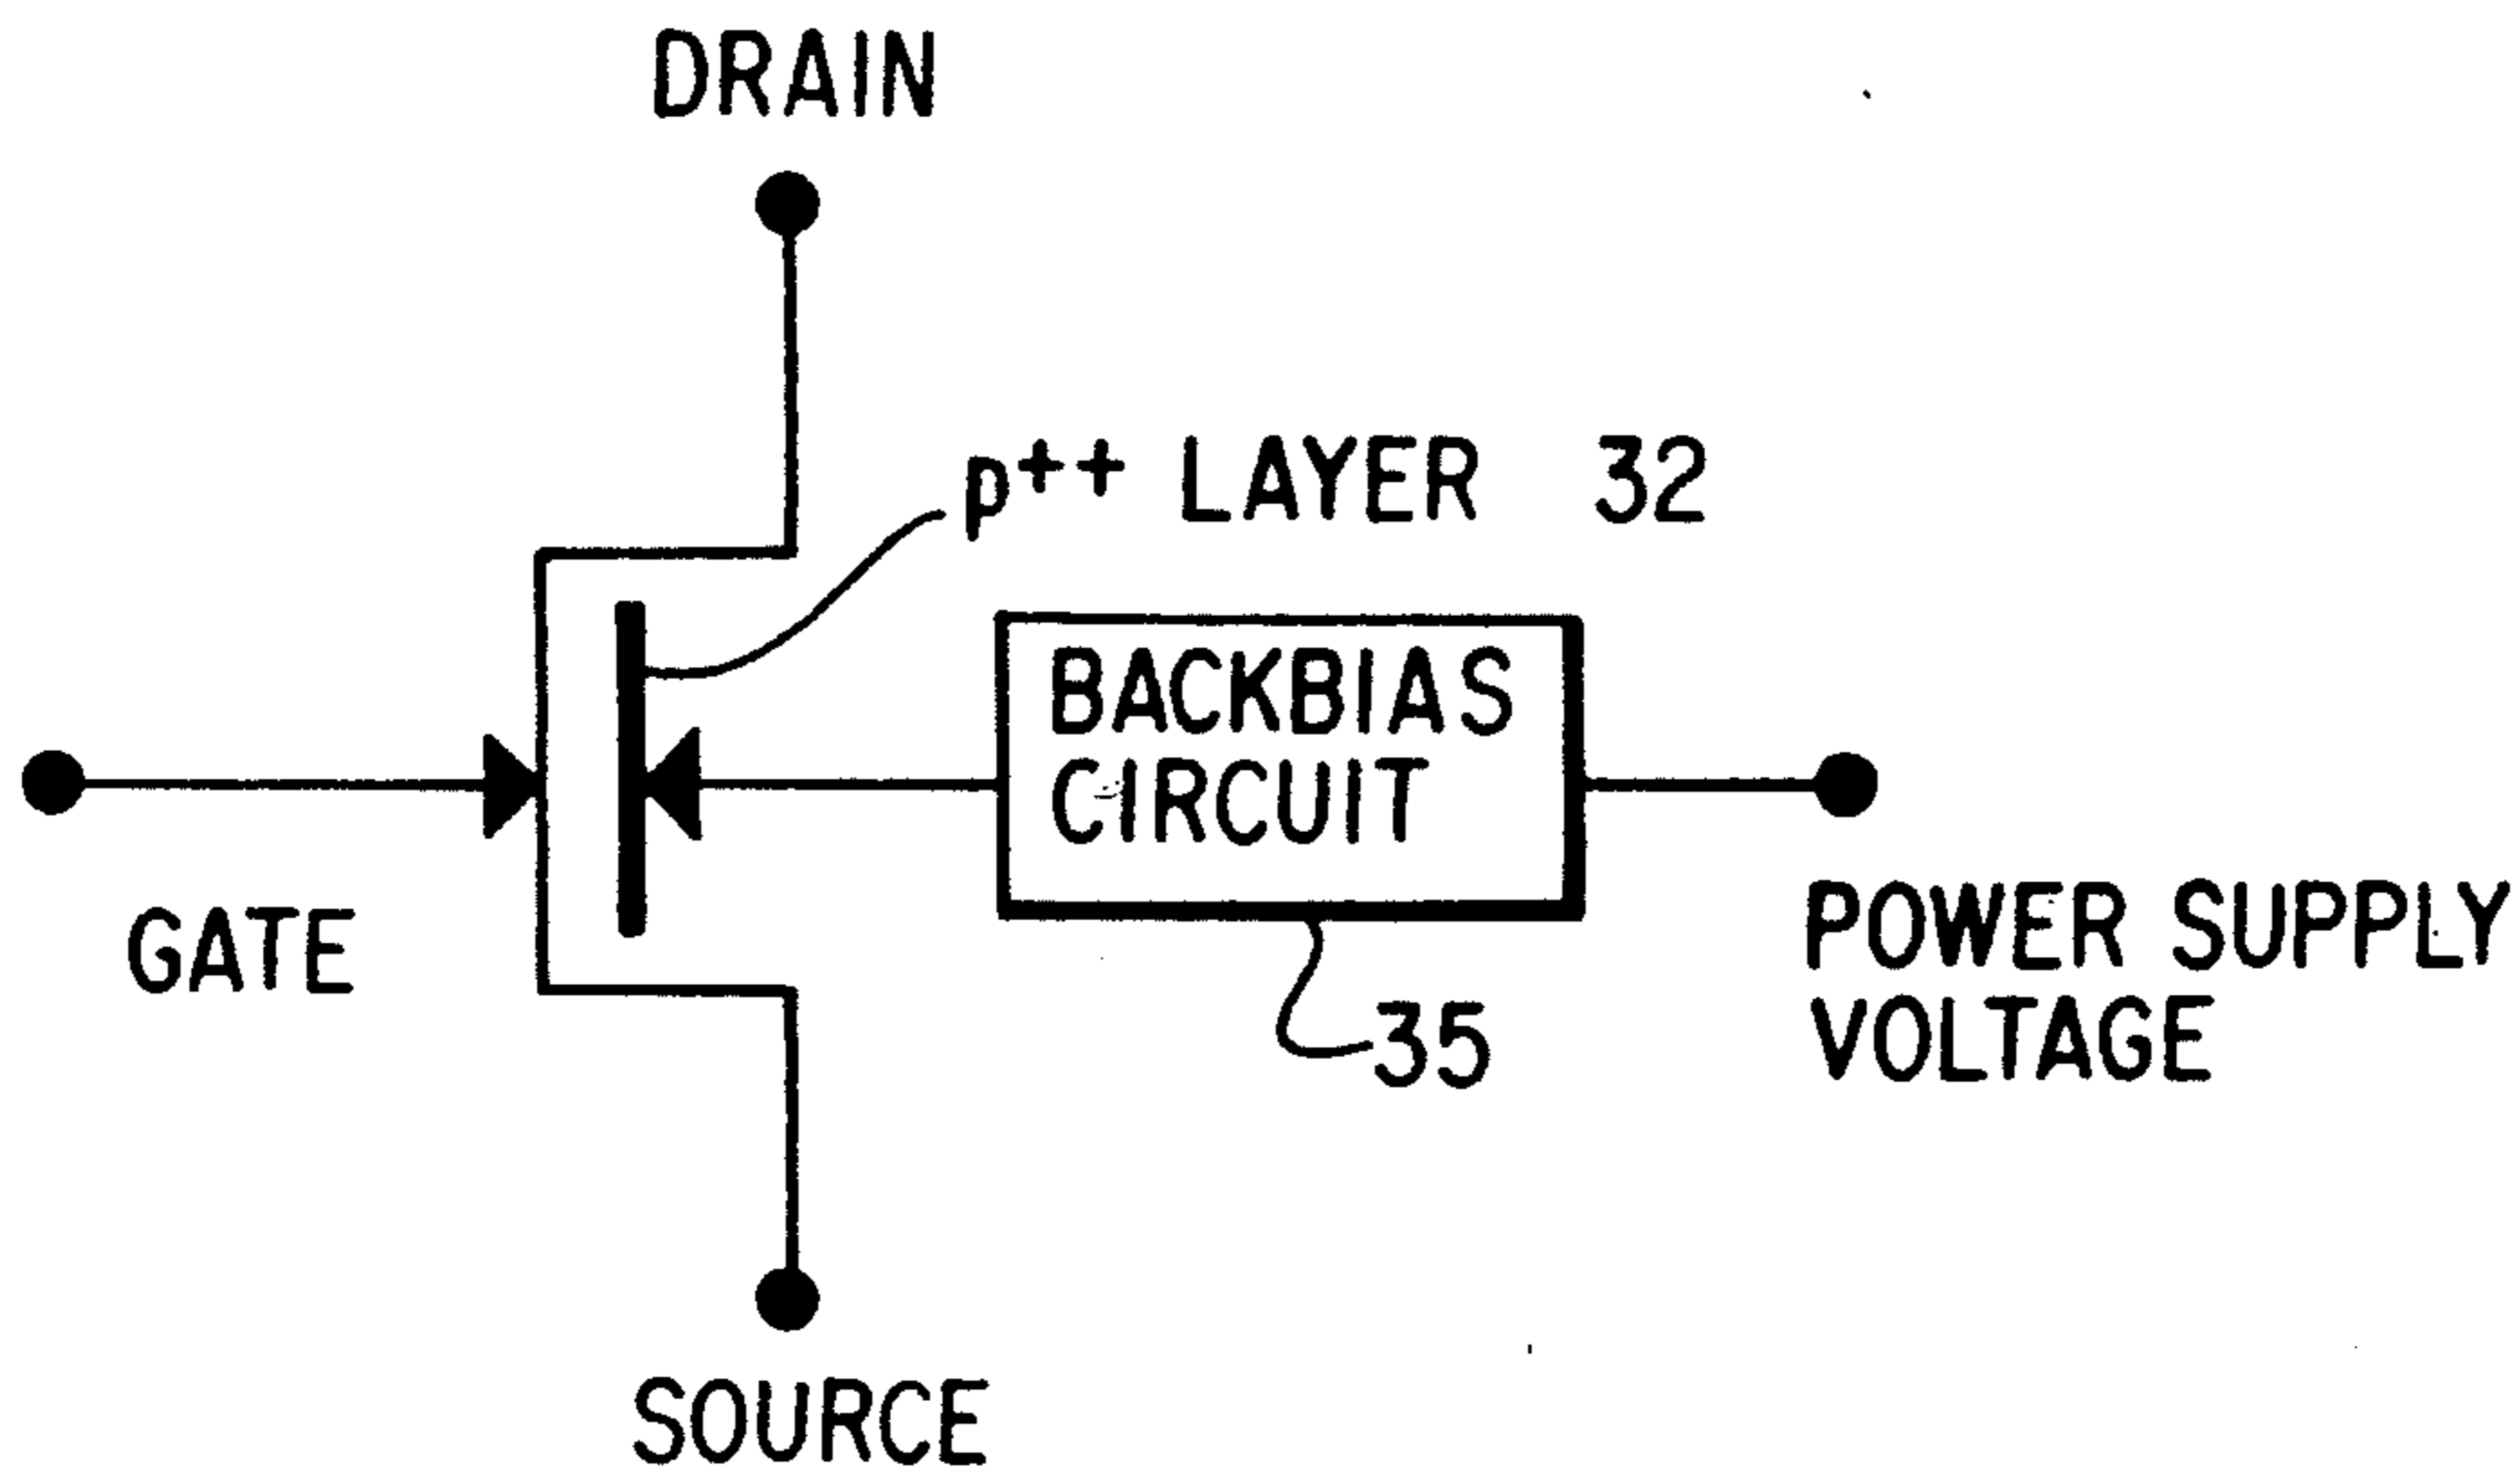 DRAIN
p++ LAYER 32
BACKBIAS
CIRCUIT
GATE
POWER SUPPLY
VOLTAGE
35
SOURCE